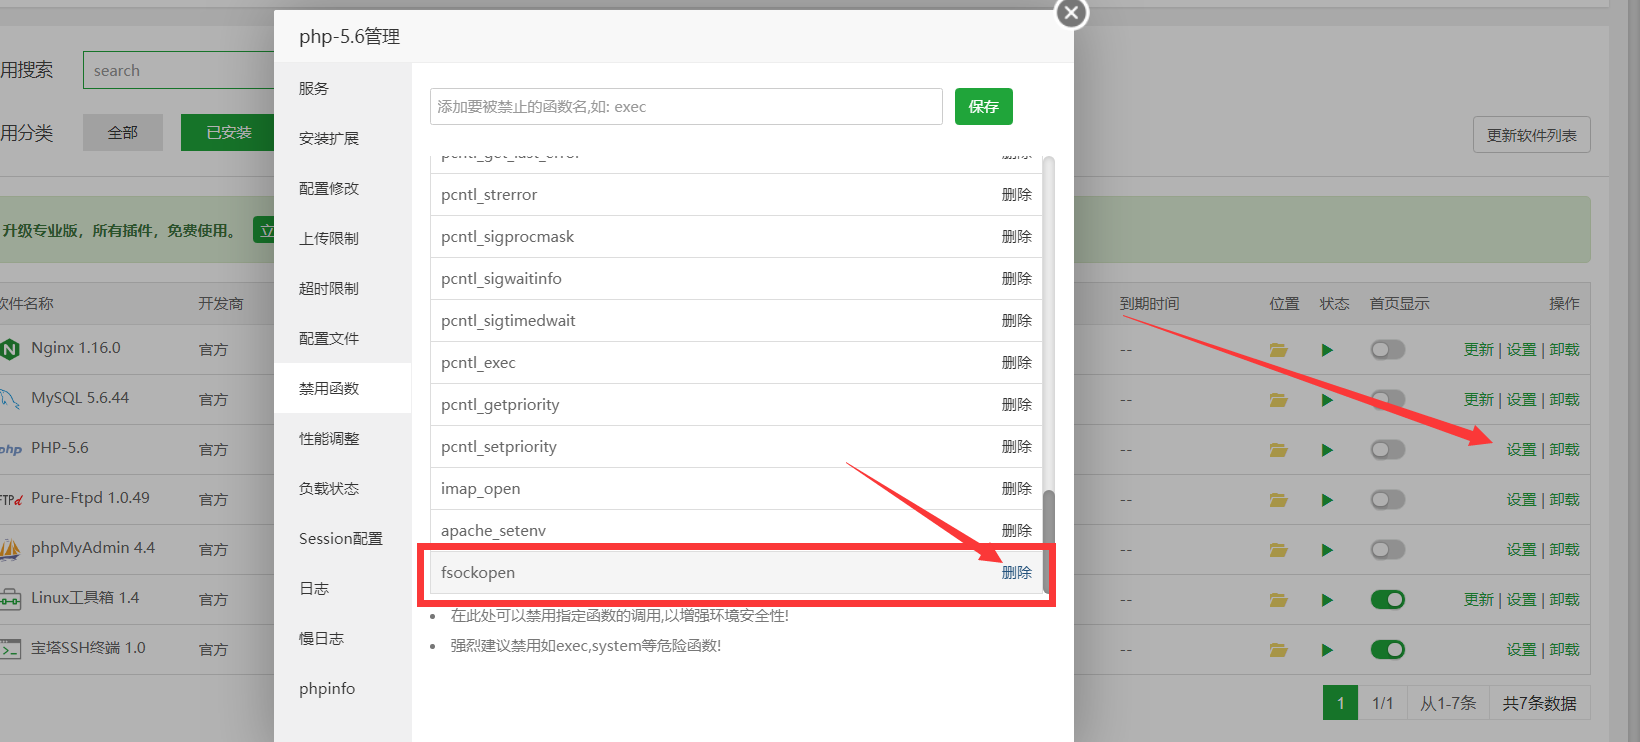 php-5.6管理
用搜索
search
用分类
全部
已安装
更新软件列表
升级专业版，所有插件，免费使用。
立
服务
安装扩展
配置修改
上传限制
超时限制
配置文件
禁用函数
性能调整
负载状态
Session配置
日志
慢日志
phpinfo
添加要被禁止的函数名,如: exec
保存
pcntl_get_last_error 删除
pcntl_strerror 删除
pcntl_sigprocmask 删除
pcntl_sigwaitinfo 删除
pcntl_sigtimedwait 删除
pcntl_exec 删除
pcntl_getpriority 删除
pcntl_setpriority 删除
imap_open 删除
apache_setenv 删除
fsockopen 删除
在此处可以禁用指定函数的调用,以增强环境安全性!
强烈建议禁用如exec,system等危险函数!
软件名称 开发商 到期时间 位置 状态 首页显示 操作
Nginx 1.16.0 官方 -- 更新 | 设置 | 卸载
MySQL 5.6.44 官方 -- 更新 | 设置 | 卸载
php PHP-5.6 官方 -- 设置 | 卸载
FTPd Pure-Ftpd 1.0.49 官方 -- 设置 | 卸载
phpMyAdmin 4.4 官方 -- 设置 | 卸载
Linux工具箱 1.4 官方 -- 更新 | 设置 | 卸载
宝塔SSH终端 1.0 官方 -- 设置 | 卸载
1 1/1 从1-7条 共7条数据